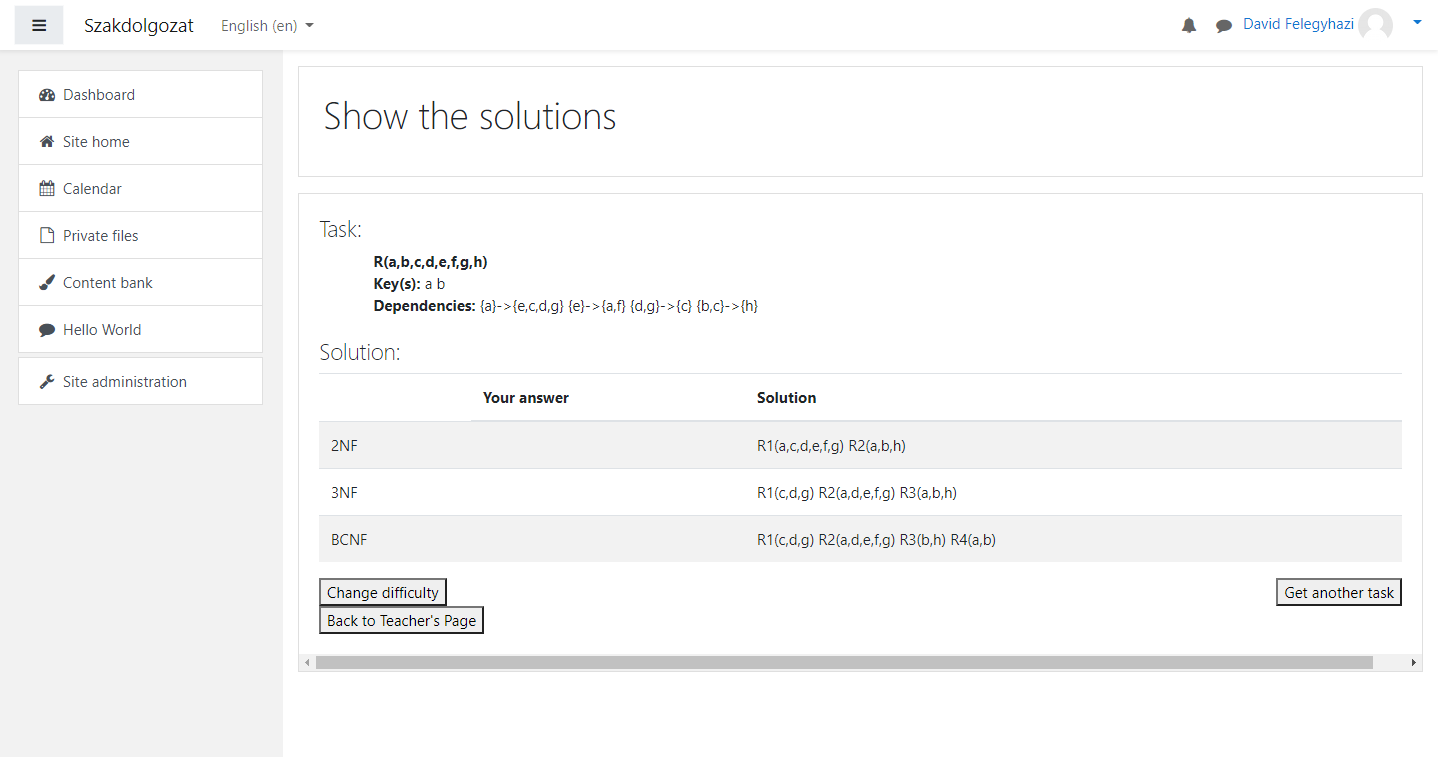 Szakdolgozat English (en) David Felegyhazi
Dashboard
Site home
Calendar
Private files
Content bank
Hello World
Site administration
Show the solutions
Task:
R(a,b,c,d,e,f,g,h)
Key(s): a b
Dependencies: {a}->{e,c,d,g} {e}->{a,f} {d,g}->{c} {b,c}->{h}
Solution:
Your answer Solution
2NF R1(a,c,d,e,f,g) R2(a,b,h)
3NF R1(c,d,g) R2(a,d,e,f,g) R3(a,b,h)
BCNF R1(c,d,g) R2(a,d,e,f,g) R3(b,h) R4(a,b)
Change difficulty Get another task
Back to Teacher's Page